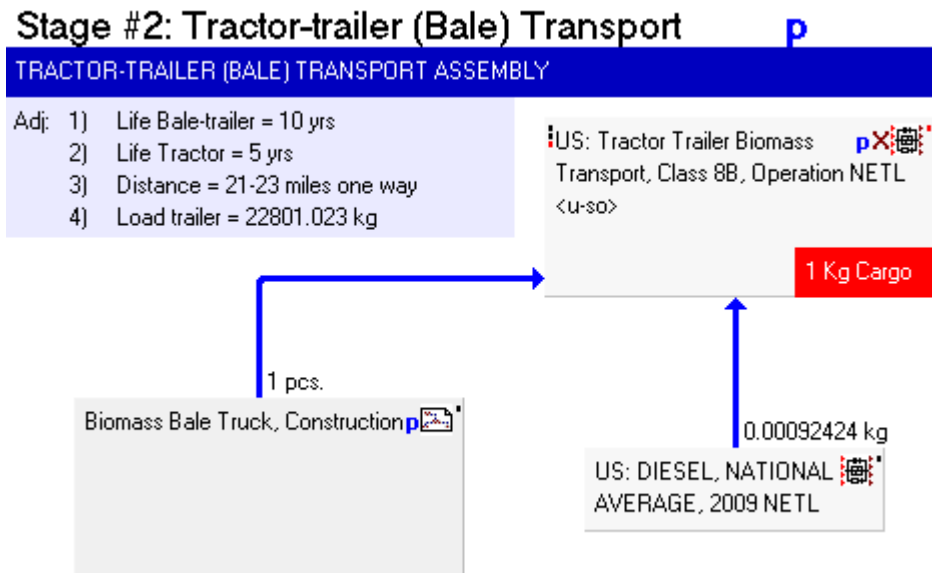 Stage #2: Tractor-trailer (Bale) Transport p
TRACTOR-TRAILER (BALE) TRANSPORT ASSEMBLY
Adj: 1) Life Bale-trailer = 10 yrs
2) Life Tractor = 5 yrs
3) Distance = 21-23 miles one way
4) Load trailer = 22801.023 kg
US: Tractor Trailer Biomass pX
Transport, Class 8B, Operation NETL
<u-so>
1 Kg Cargo
1 pcs.
Biomass Bale Truck, Construction p
0.00092424 kg
US: DIESEL, NATIONAL
AVERAGE, 2009 NETL